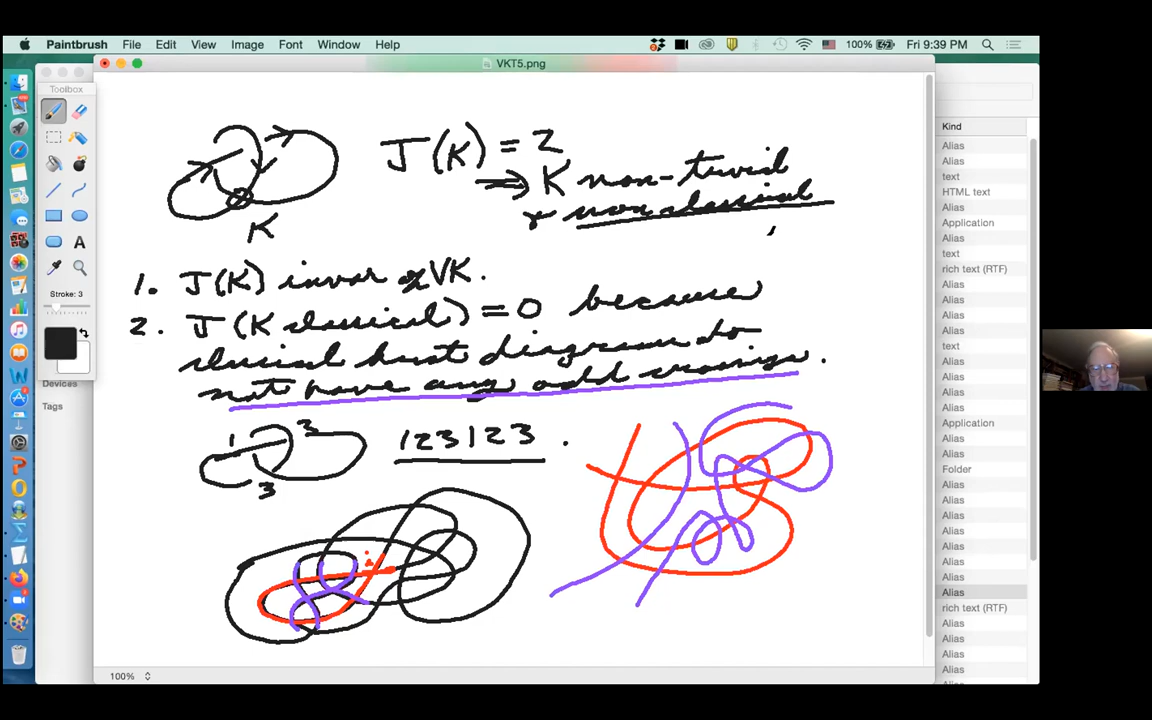 Paintbrush File Edit View Image Font Window Help
100% Fri 9:39 PM
VKT5.png
Toolbox
Kind
J(K) = 2
⇒ K non-trivial
& non classical
K
Alias
Alias
text
HTML text
Alias
Application
Alias
text
rich text (RTF)
Alias
Alias
Alias
Alias
text
Alias
Alias
Alias
Application
Alias
Alias
Folder
Alias
Alias
Alias
Alias
Alias
Alias
rich text (RTF)
Alias
Alias
Alias
Alias
Stroke: 3
Devices
Tags
1. J(K) invar of VK.
2. J(K classical) = 0 because
classical knot diagrams do
not have any odd crossings.
1 3
3
123123 .
i
100%